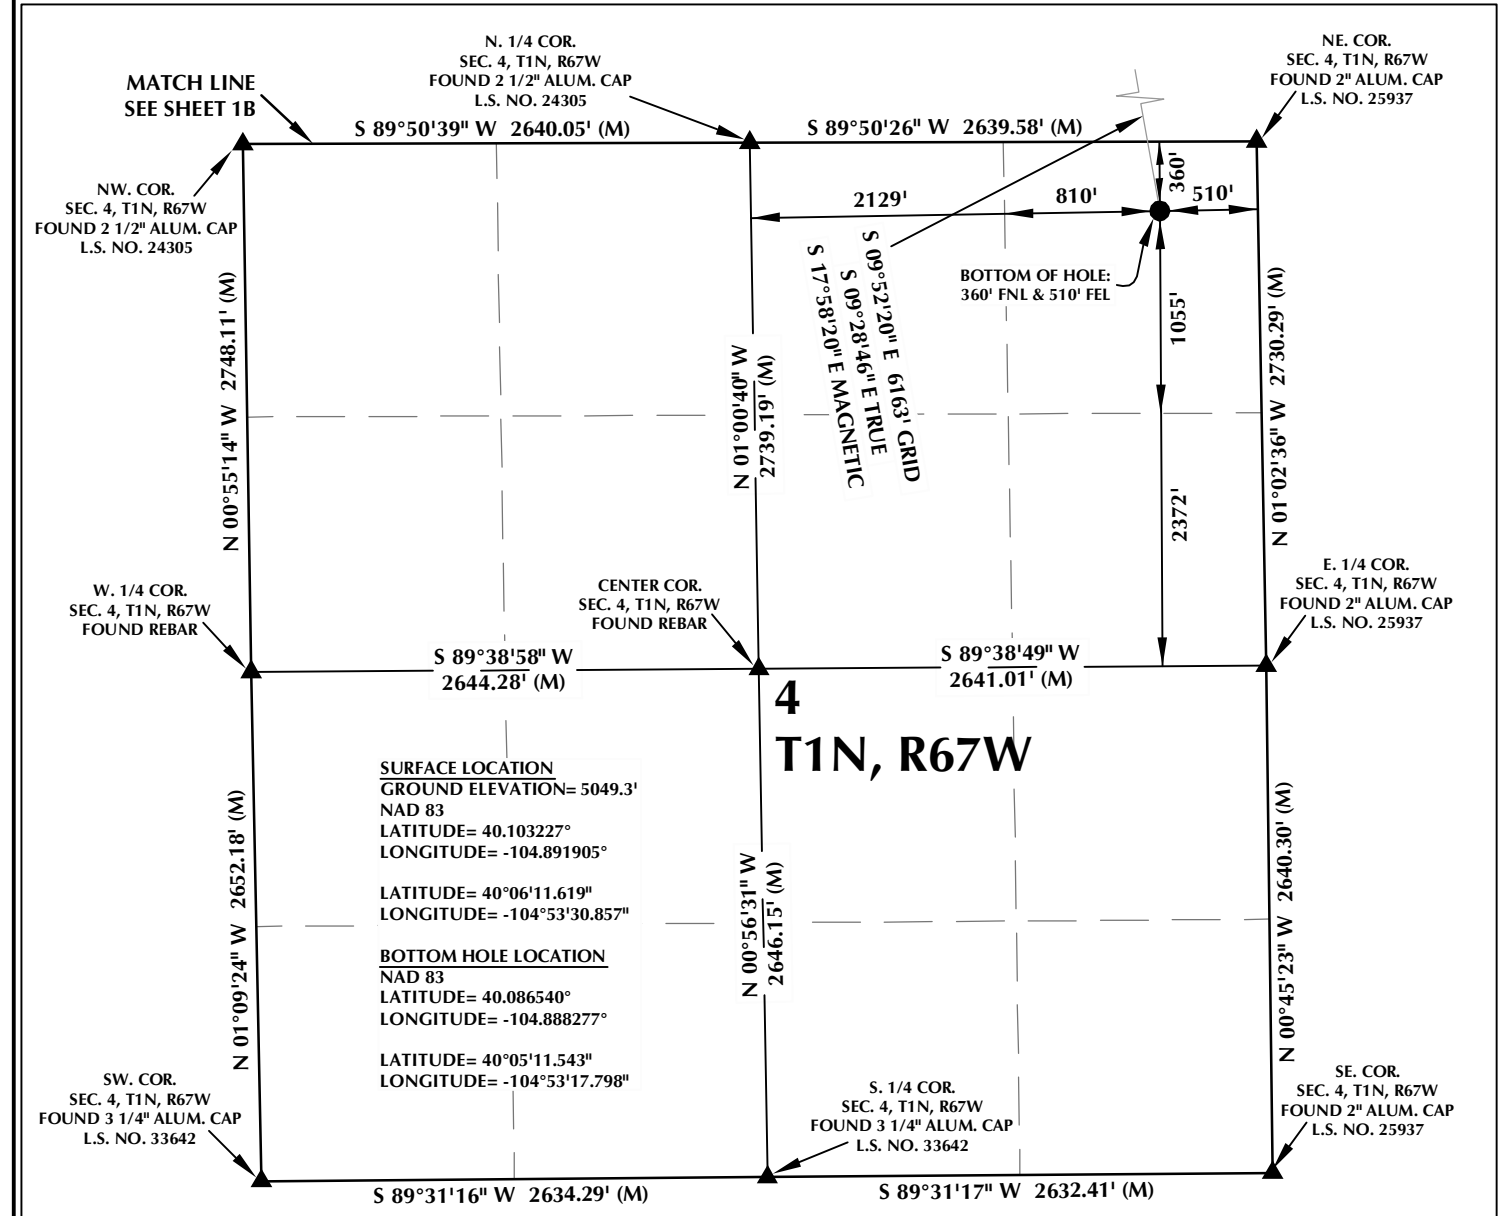 N. 1/4 COR.
SEC. 4, T1N, R67W
FOUND 2 1/2" ALUM. CAP
L.S. NO. 24305
NE. COR.
SEC. 4, T1N, R67W
FOUND 2" ALUM. CAP
L.S. NO. 25937
MATCH LINE
SEE SHEET 1B
S 89°50'39" W 2640.05' (M)
S 89°50'26" W 2639.58' (M)
NW. COR.
SEC. 4, T1N, R67W
FOUND 2 1/2" ALUM. CAP
L.S. NO. 24305
360'
2129'
810'
510'
S 09°52'20" E 6163' GRID
S 09°28'46" E TRUE
S 17°58'20" E MAGNETIC
BOTTOM OF HOLE:
360' FNL & 510' FEL
1055'
2372'
N 00°55'14" W 2748.11' (M)
N 01°00'40" W
2739.19' (M)
N 01°02'36" W 2730.29' (M)
W. 1/4 COR.
SEC. 4, T1N, R67W
FOUND REBAR
CENTER COR.
SEC. 4, T1N, R67W
FOUND REBAR
E. 1/4 COR.
SEC. 4, T1N, R67W
FOUND 2" ALUM. CAP
L.S. NO. 25937
S 89°38'58" W
2644.28' (M)
S 89°38'49" W
2641.01' (M)
4
T1N, R67W
SURFACE LOCATION
GROUND ELEVATION= 5049.3'
NAD 83
LATITUDE= 40.103227°
LONGITUDE= -104.891905°
LATITUDE= 40°06'11.619"
LONGITUDE= -104°53'30.857"
BOTTOM HOLE LOCATION
NAD 83
LATITUDE= 40.086540°
LONGITUDE= -104.888277°
LATITUDE= 40°05'11.543"
LONGITUDE= -104°53'17.798"
N 01°09'24" W 2652.18' (M)
N 00°56'31" W
2646.15' (M)
N 00°45'23" W 2640.30' (M)
SW. COR.
SEC. 4, T1N, R67W
FOUND 3 1/4" ALUM. CAP
L.S. NO. 33642
S. 1/4 COR.
SEC. 4, T1N, R67W
FOUND 3 1/4" ALUM. CAP
L.S. NO. 33642
SE. COR.
SEC. 4, T1N, R67W
FOUND 2" ALUM. CAP
L.S. NO. 25937
S 89°31'16" W 2634.29' (M)
S 89°31'17" W 2632.41' (M)